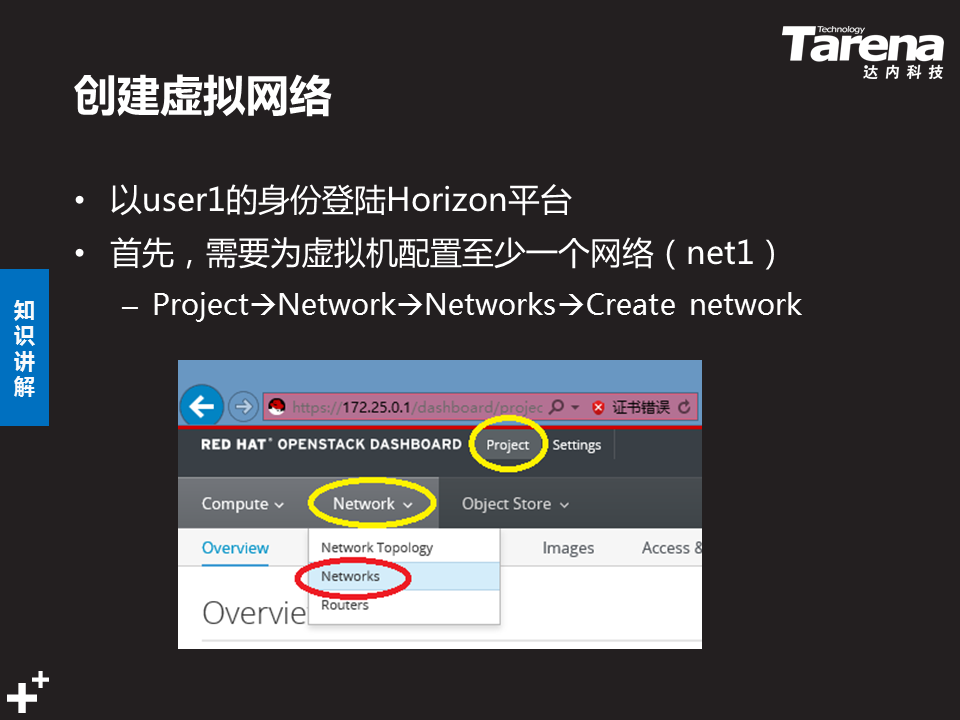 Technology
Tarena
达内科技
创建虚拟网络
• 以user1的身份登陆Horizon平台
• 首先，需要为虚拟机配置至少一个网络（net1）
– Project→Network→Networks→Create network
知识讲解
https://172.25.0.1/dashboard/projec 证书错误
RED HAT® OPENSTACK DASHBOARD Project Settings
Compute Network Object Store
Overview Network Topology Images Access &
Networks
Overvie Routers